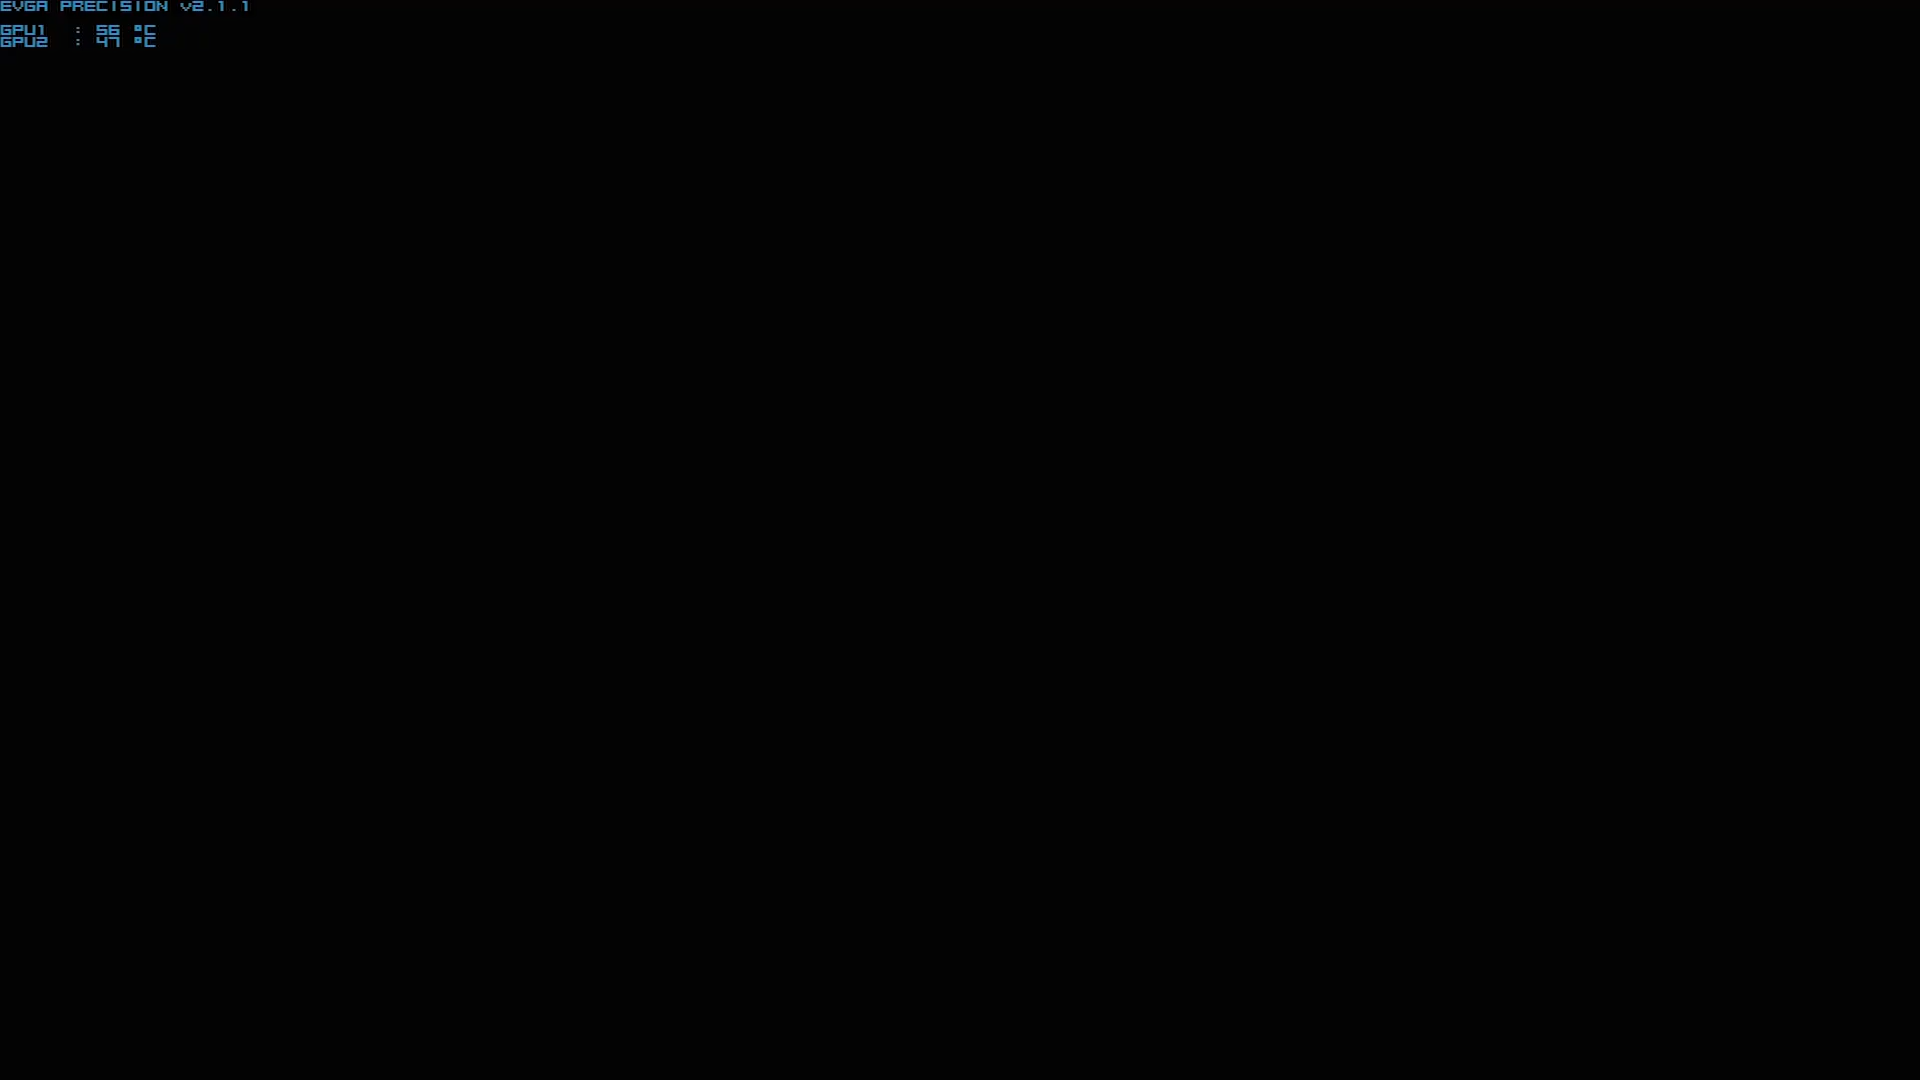 EVGA PRECISION v2.1.1
GPU1 : 56 °C
GPU2 : 47 °C